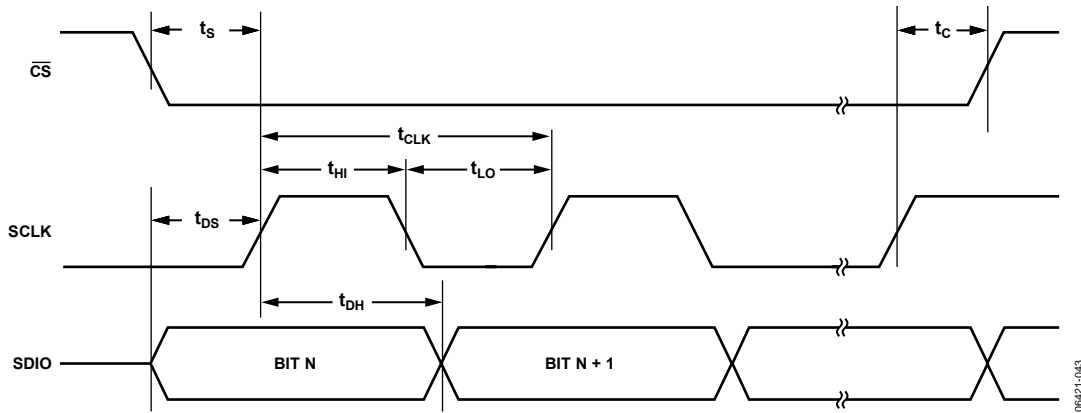 tS
tC
CS
tCLK
tHI
tLO
tDS
SCLK
tDH
SDIO
BIT N
BIT N + 1
06421-043